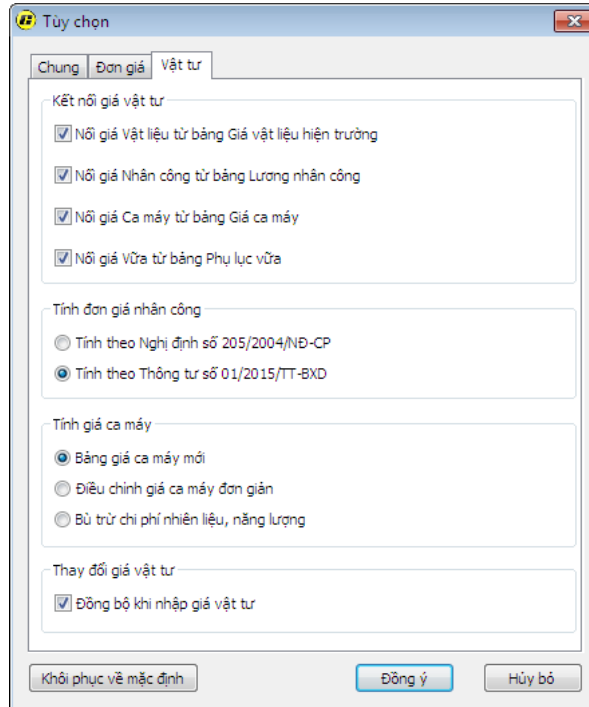 Tùy chọn
Chung Đơn giá Vật tư
Kết nối giá vật tư
Nối giá Vật liệu từ bảng Giá vật liệu hiện trường
Nối giá Nhân công từ bảng Lương nhân công
Nối giá Ca máy từ bảng Giá ca máy
Nối giá Vữa từ bảng Phụ lục vữa
Tính đơn giá nhân công
Tính theo Nghị định số 205/2004/NĐ-CP
Tính theo Thông tư số 01/2015/TT-BXD
Tính giá ca máy
Bảng giá ca máy mới
Điều chỉnh giá ca máy đơn giản
Bù trừ chi phí nhiên liệu, năng lượng
Thay đổi giá vật tư
Đồng bộ khi nhập giá vật tư
Khôi phục về mặc định Đồng ý Hủy bỏ